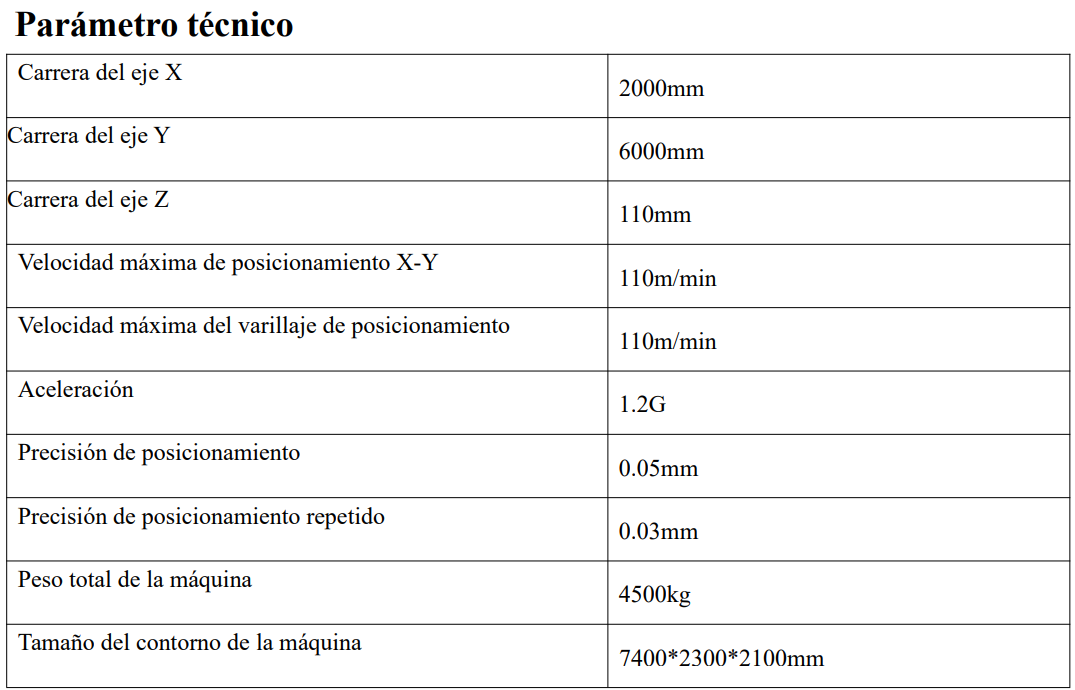 Parámetro técnico
Carrera del eje X 2000mm
Carrera del eje Y 6000mm
Carrera del eje Z 110mm
Velocidad máxima de posicionamiento X-Y 110m/min
Velocidad máxima del varillaje de posicionamiento 110m/min
Aceleración 1.2G
Precisión de posicionamiento 0.05mm
Precisión de posicionamiento repetido 0.03mm
Peso total de la máquina 4500kg
Tamaño del contorno de la máquina 7400*2300*2100mm